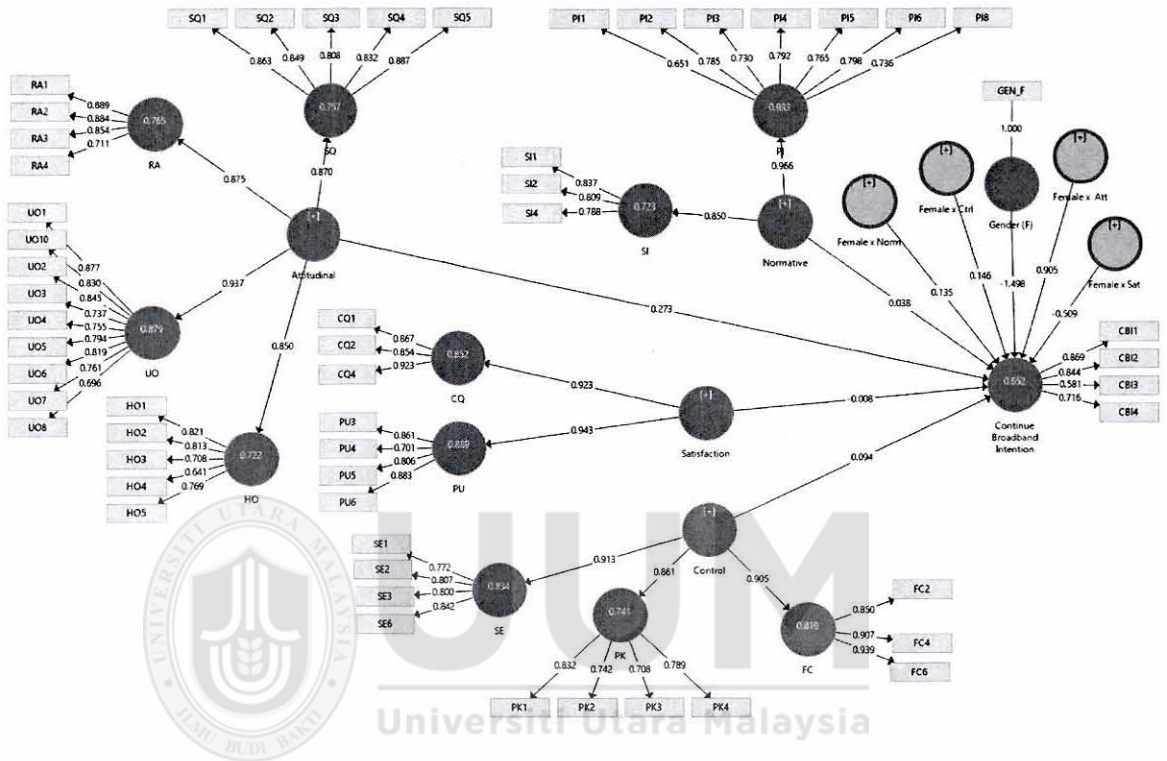 SQ1 SQ2 SQ3 SQ4 SQ5
0.863 0.849 0.808 0.832 0.887
0.757
SQ
0.870
PI1 PI2 PI3 PI4 PI5 PI6 PI8
0.651 0.785 0.730 0.792 0.765 0.798 0.736
0.933
PI
0.966
RA1
RA2
RA3
RA4
0.889
0.884
0.854
0.711
0.765
RA
0.875
SI1
SI2
SI4
0.837
0.809
0.788
0.723
SI
0.850
[+]
Normative
0.038
GEN_F
1.000
Gender (F)
-1.498
[+]
Female x Norm
0.135
[+]
Female x Ctrl
0.146
[+]
Female x Att
0.905
[+]
Female x Sat
-0.509
[+]
Attitudinal
0.273
UO1
UO10
UO2
UO3
UO4
UO5
UO6
UO7
UO8
0.877
0.830
0.845
0.737
0.755
0.794
0.819
0.761
0.696
0.879
UO
0.937
0.850
HO1
HO2
HO3
HO4
HO5
0.821
0.813
0.708
0.641
0.769
0.722
HO
CQ1
CQ2
CQ4
0.867
0.854
0.923
0.852
CQ
0.923
PU3
PU4
PU5
PU6
0.861
0.701
0.806
0.883
PU
0.943
[+]
Satisfaction
-0.008
0.652
Continue
Broadband
Intention
0.869
0.844
0.581
0.716
CBI1
CBI2
CBI3
CBI4
0.094
[+]
Control
0.913
0.861
0.905
SE1
SE2
SE3
SE6
0.772
0.807
0.800
0.842
0.834
SE
0.741
PK
0.832 0.742 0.708 0.789
PK1 PK2 PK3 PK4
0.819
FC
0.850
0.907
0.939
FC2
FC4
FC6
UNIVERSITI UTARA MALAYSIA
ILMU BUDI BAKTI
UUM
Universiti Utara Malaysia